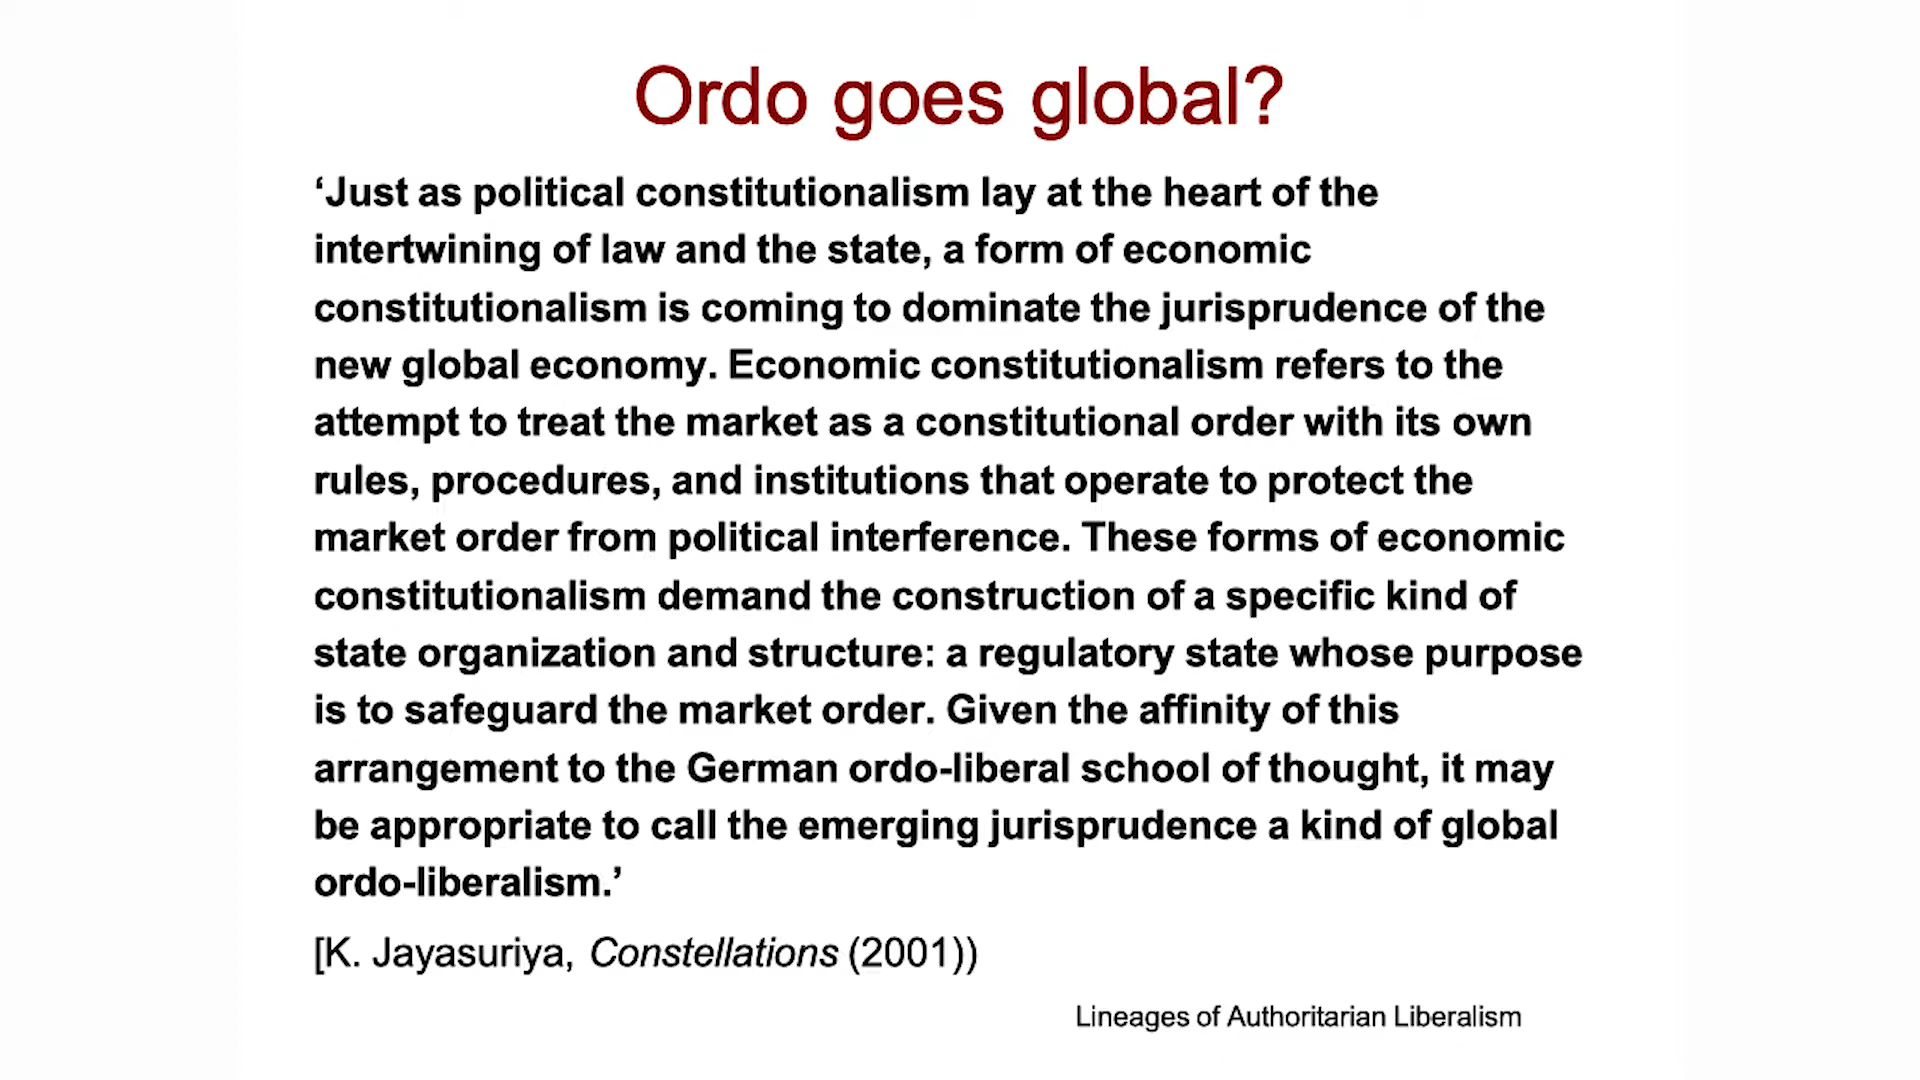 Ordo goes global?
‘Just as political constitutionalism lay at the heart of the
intertwining of law and the state, a form of economic
constitutionalism is coming to dominate the jurisprudence of the
new global economy. Economic constitutionalism refers to the
attempt to treat the market as a constitutional order with its own
rules, procedures, and institutions that operate to protect the
market order from political interference. These forms of economic
constitutionalism demand the construction of a specific kind of
state organization and structure: a regulatory state whose purpose
is to safeguard the market order. Given the affinity of this
arrangement to the German ordo-liberal school of thought, it may
be appropriate to call the emerging jurisprudence a kind of global
ordo-liberalism.’
[K. Jayasuriya, Constellations (2001))
Lineages of Authoritarian Liberalism